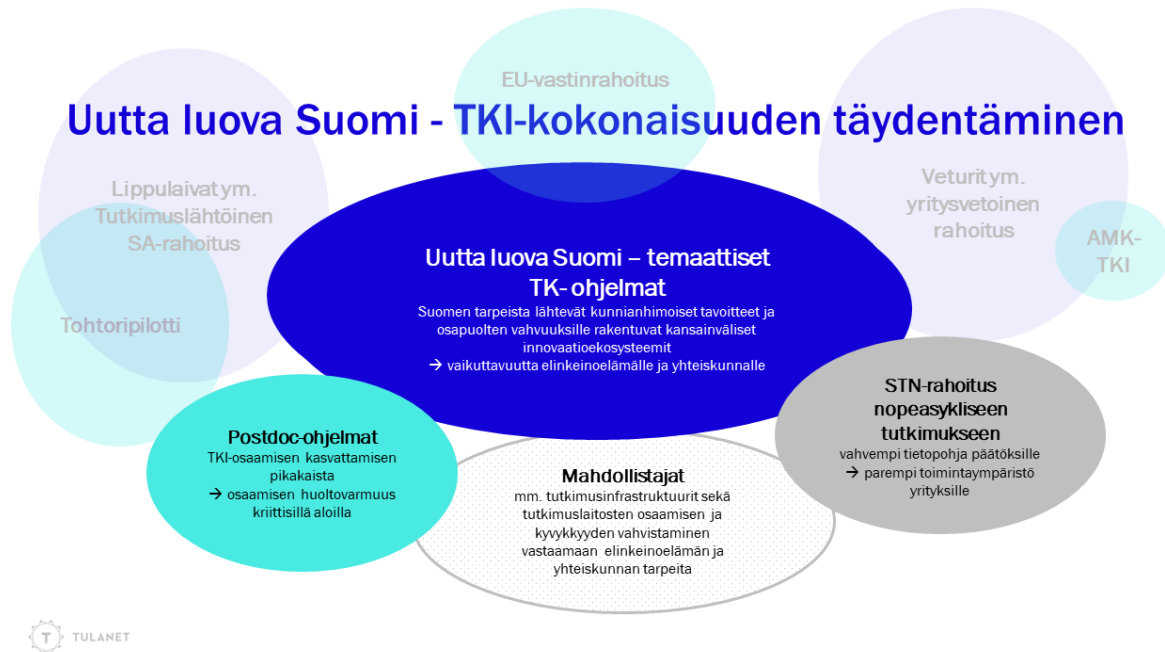 EU-vastinrahoitus
Uutta luova Suomi - TKI-kokonaisuuden täydentäminen
Lippulaivat ym.
Tutkimuslähtöinen
SA-rahoitus
Veturit ym.
yritysvetoinen
rahoitus
AMK-
TKI
Tohtoripilotti
Uutta luova Suomi – temaattiset
TK- ohjelmat
Suomen tarpeista lähtevät kunnianhimoiset tavoitteet ja
osapuolten vahvuuksille rakentuvat kansainväliset
innovaatioekosysteemit
→ vaikuttavuutta elinkeinoelämälle ja yhteiskunnalle
STN-rahoitus
nopeasykliseen
tutkimukseen
vahvempi tietopohja päätöksille
→ parempi toimintaympäristö
yrityksille
Postdoc-ohjelmat
TKI-osaamisen kasvattamisen
pikakaista
→ osaamisen huoltovarmuus
kriittisillä aloilla
Mahdollistajat
mm. tutkimusinfrastruktuurit sekä
tutkimuslaitosten osaamisen ja
kyvykkyyden vahvistaminen
vastaamaan elinkeinoelämän ja
yhteiskunnan tarpeita
T TULANET